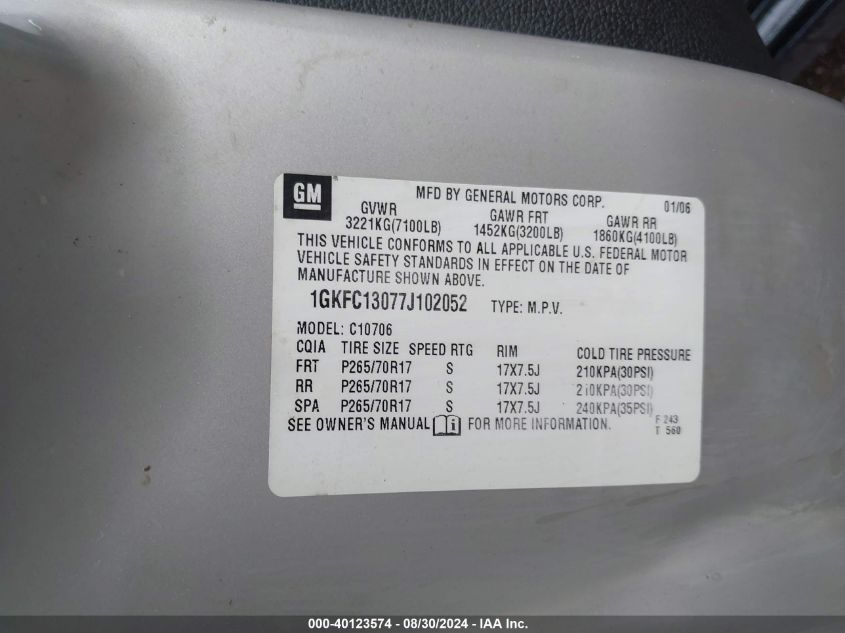 GM
MFD BY GENERAL MOTORS CORP. 01/06
GVWR GAWR FRT GAWR RR
3221KG(7100LB) 1452KG(3200LB) 1860KG(4100LB)
THIS VEHICLE CONFORMS TO ALL APPLICABLE U.S. FEDERAL MOTOR
VEHICLE SAFETY STANDARDS IN EFFECT ON THE DATE OF
MANUFACTURE SHOWN ABOVE.
1GKFC13077J102052 TYPE: M.P.V.
MODEL: C10706
CQIA TIRE SIZE SPEED RTG RIM COLD TIRE PRESSURE
FRT P265/70R17 S 17X7.5J 210KPA(30PSI)
RR P265/70R17 S 17X7.5J 210KPA(30PSI)
SPA P265/70R17 S 17X7.5J 240KPA(35PSI)
SEE OWNER'S MANUAL i FOR MORE INFORMATION.
F 243
T 560
000-40123574 - 08/30/2024 - IAA Inc.